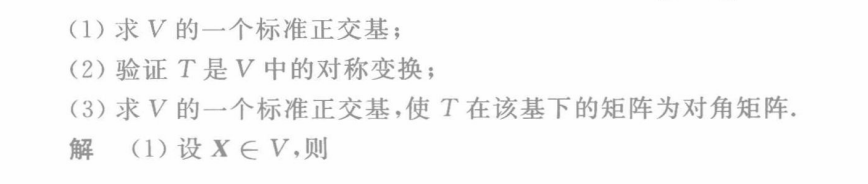 (1) 求 V 的一个标准正交基;
(2) 验证 T 是 V 中的对称变换;
(3) 求 V 的一个标准正交基,使 T 在该基下的矩阵为对角矩阵.
解 (1) 设 X ∈ V,则